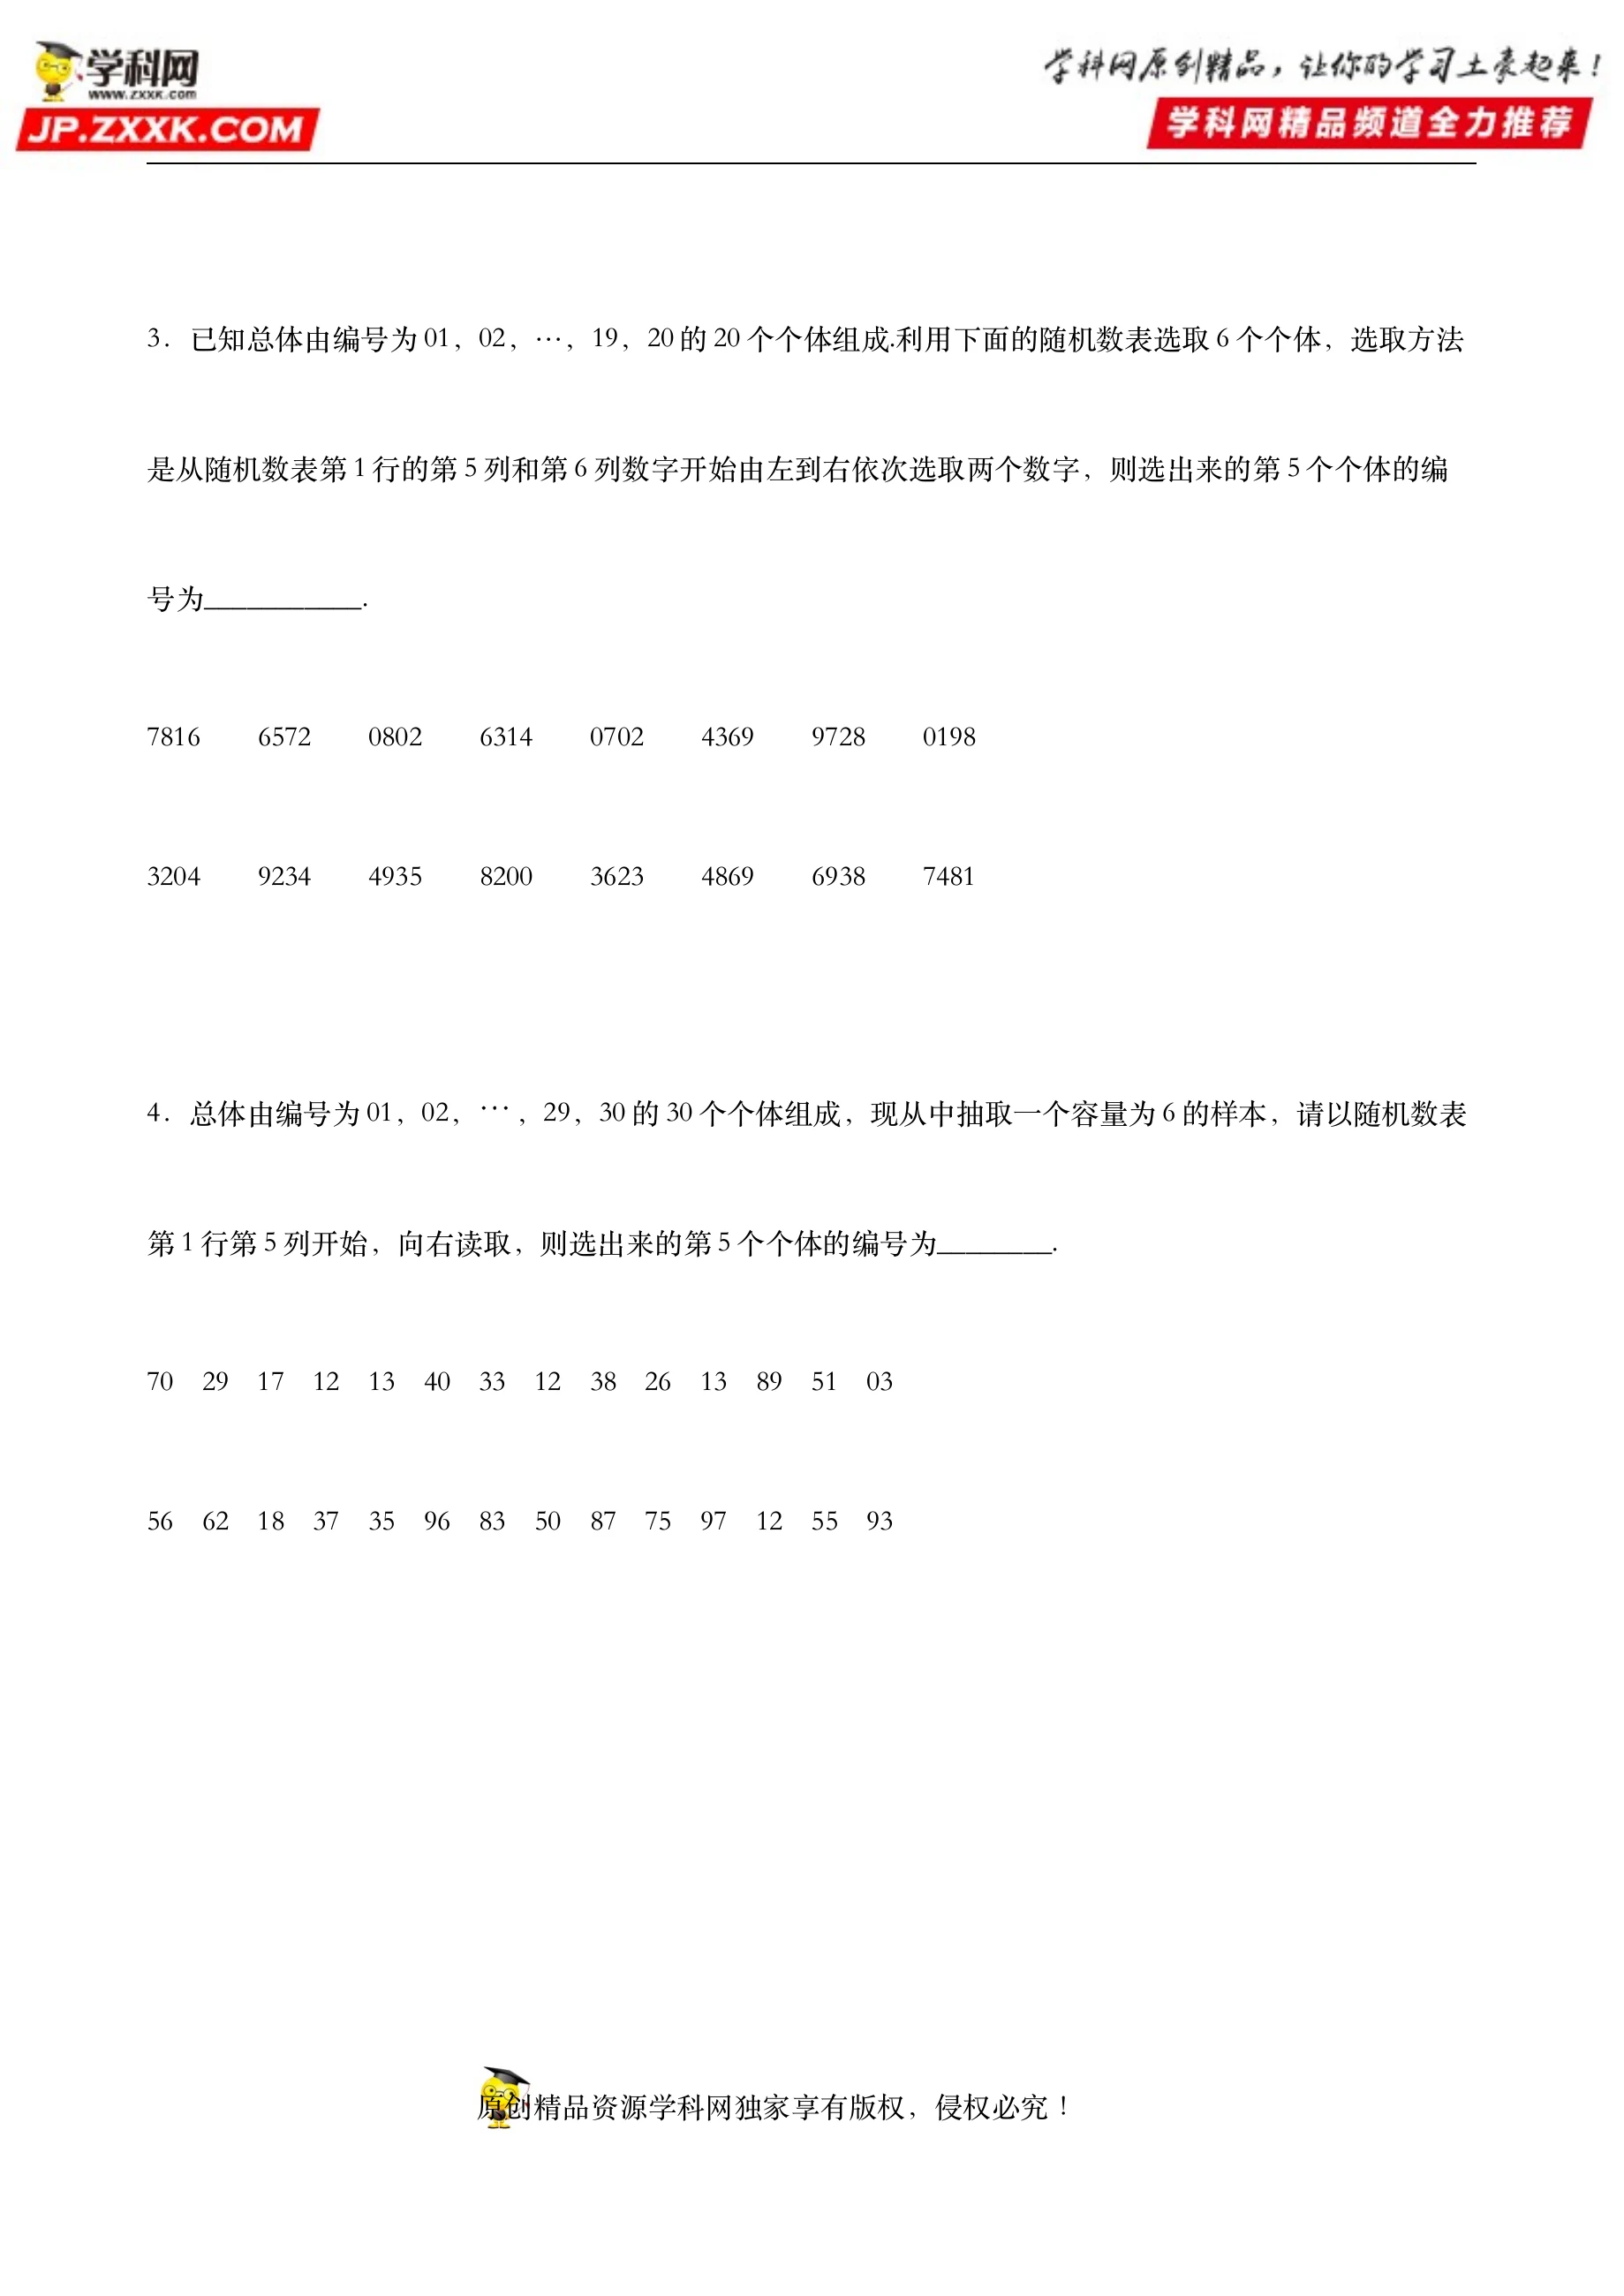 学科网
www.zxxk.com
JP.ZXXK.COM
学科网原创精品，让你的学习土豪起来！
学科网精品频道全力推荐
3．已知总体由编号为 01，02，…，19，20 的 20 个个体组成.利用下面的随机数表选取 6 个个体，选取方法
是从随机数表第 1 行的第 5 列和第 6 列数字开始由左到右依次选取两个数字，则选出来的第 5 个个体的编
号为___________.
7816 6572 0802 6314 0702 4369 9728 0198
3204 9234 4935 8200 3623 4869 6938 7481
4．总体由编号为 01，02，…，29，30 的 30 个个体组成，现从中抽取一个容量为 6 的样本，请以随机数表
第 1 行第 5 列开始，向右读取，则选出来的第 5 个个体的编号为________.
70 29 17 12 13 40 33 12 38 26 13 89 51 03
56 62 18 37 35 96 83 50 87 75 97 12 55 93
原创精品资源学科网独家享有版权，侵权必究！